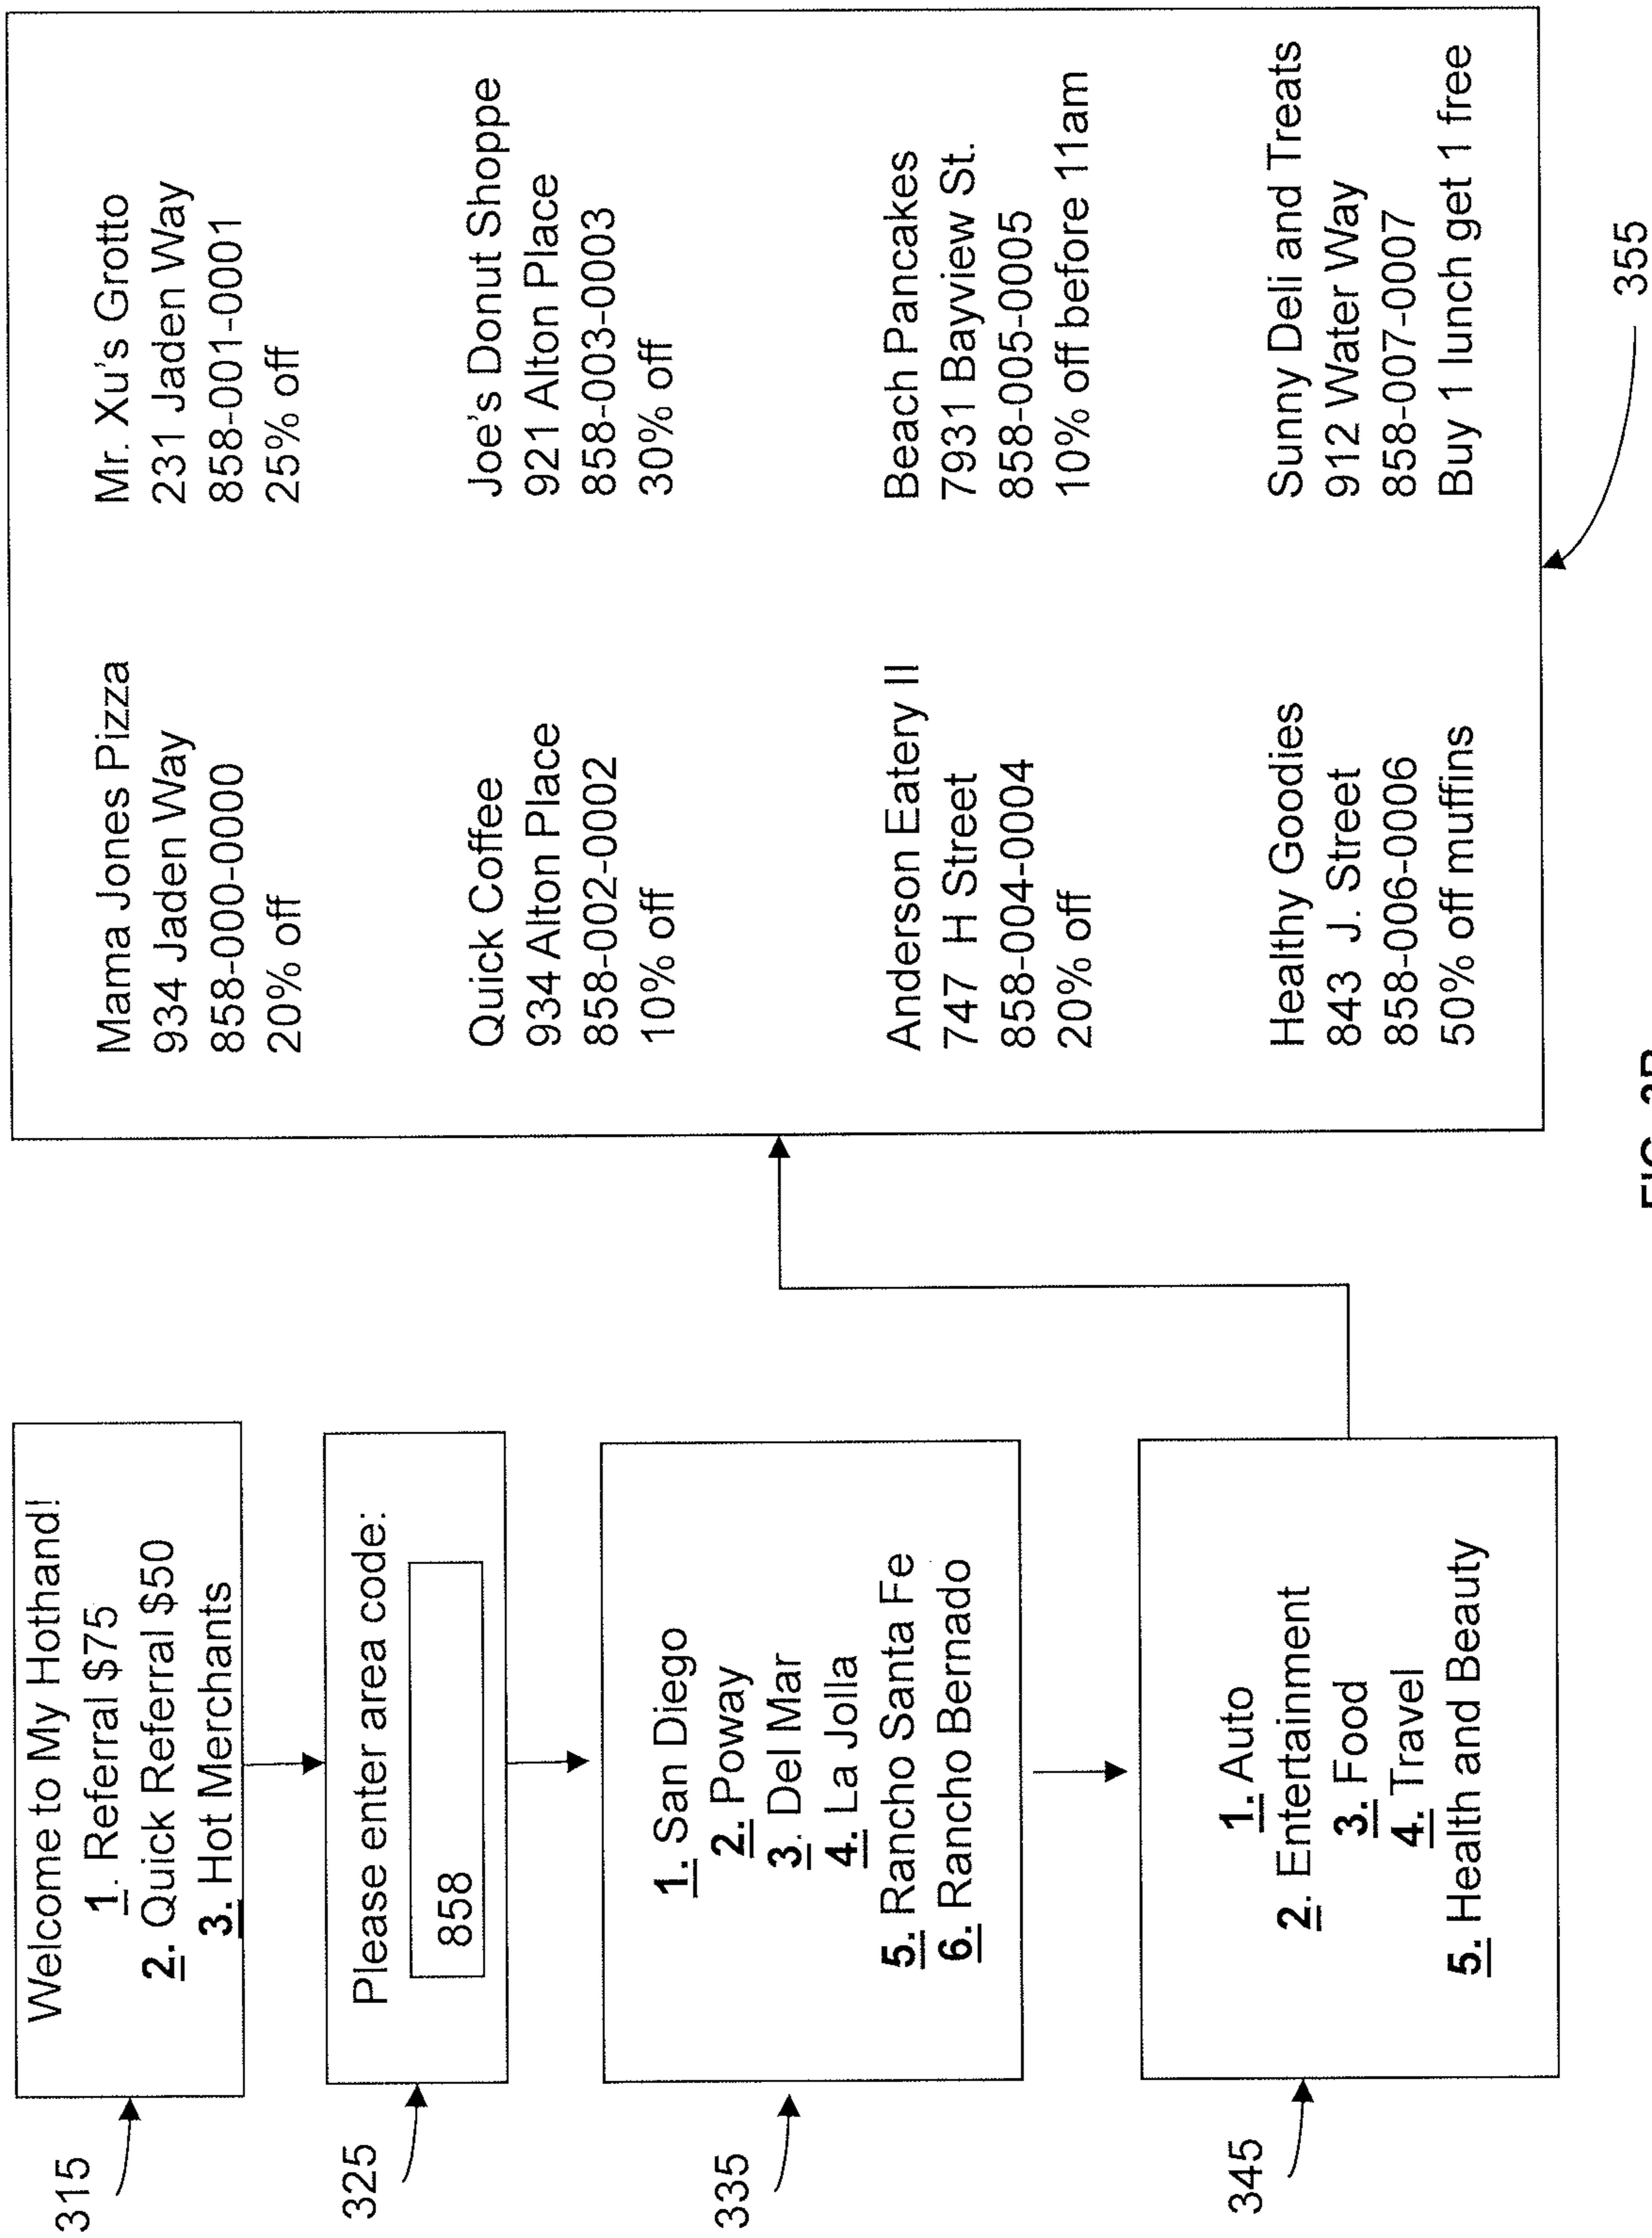 315
Welcome to My Hothand!
1. Referral $75
2. Quick Referral $50
3. Hot Merchants
325
Please enter area code:
858
335
1. San Diego
2. Poway
3. Del Mar
4. La Jolla
5. Rancho Santa Fe
6. Rancho Bernado
345
1. Auto
2. Entertainment
3. Food
4. Travel
5. Health and Beauty
Mama Jones Pizza
934 Jaden Way
858-000-0000
20% off
Mr. Xu's Grotto
231 Jaden Way
858-001-0001
25% off
Quick Coffee
934 Alton Place
858-002-0002
10% off
Joe's Donut Shoppe
921 Alton Place
858-003-0003
30% off
Anderson Eatery III
747 H Street
858-004-0004
20% off
Beach Pancakes
7931 Bayview St.
858-005-0005
10% off before 11am
Healthy Goodies
843 J. Street
858-006-0006
50% off muffins
Sunny Deli and Treats
912 Water Way
858-007-0007
Buy 1 lunch get 1 free
355